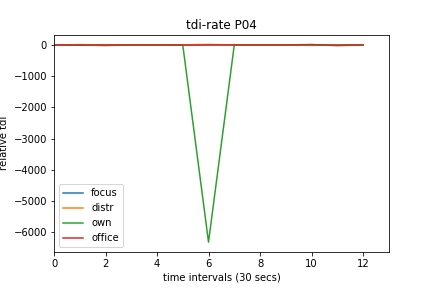 tdi-rate P04
0
−1000
−2000
−3000
−4000
−5000
−6000
relative tdi
focus
distr
own
office
0 2 4 6 8 10 12
time intervals (30 secs)